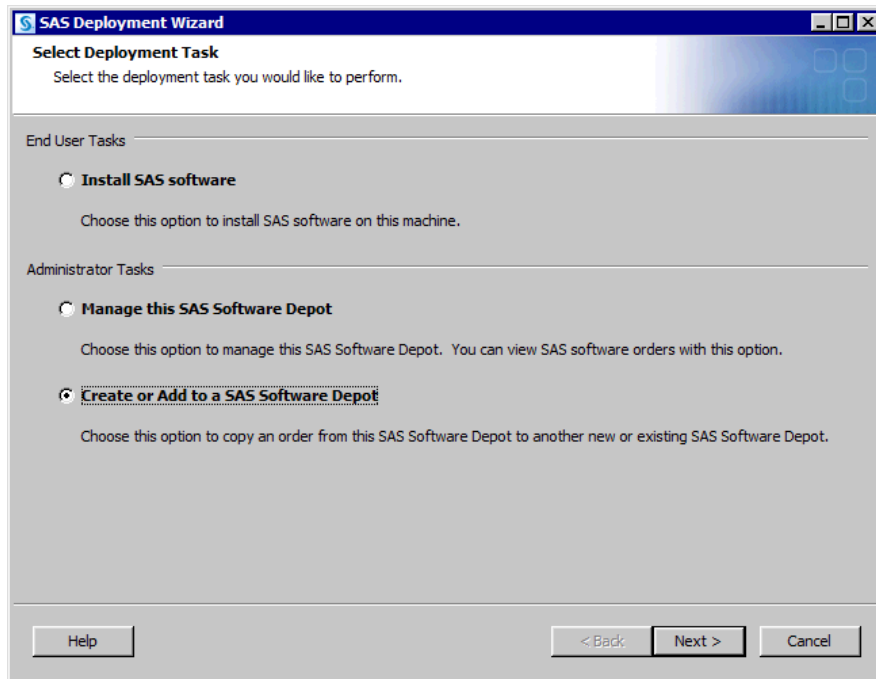 SAS Deployment Wizard
Select Deployment Task
Select the deployment task you would like to perform.
End User Tasks
Install SAS software
Choose this option to install SAS software on this machine.
Administrator Tasks
Manage this SAS Software Depot
Choose this option to manage this SAS Software Depot.  You can view SAS software orders with this option.
Create or Add to a SAS Software Depot
Choose this option to copy an order from this SAS Software Depot to another new or existing SAS Software Depot.
Help
< Back
Next >
Cancel